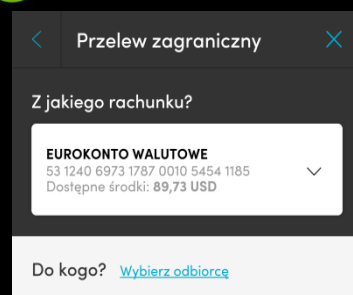 Przelew zagraniczny
Z jakiego rachunku?
EUROKONTO WALUTOWE
53 1240 6973 1787 0010 5454 1185
Dostępne środki: 89,73 USD
Do kogo? Wybierz odbiorcę